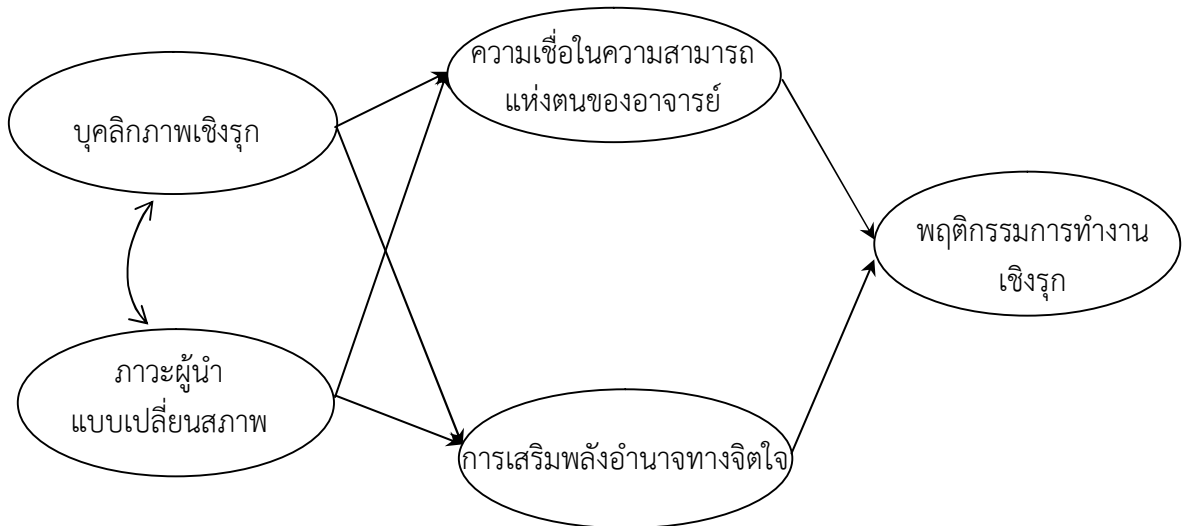 ความเชื่อในความสามารถ
แห่งตนของอาจารย์
บุคลิกภาพเชิงรุก
พฤติกรรมการทำงาน
เชิงรุก
ภาวะผู้นำ
แบบเปลี่ยนสภาพ
การเสริมพลังอำนาจทางจิตใจ